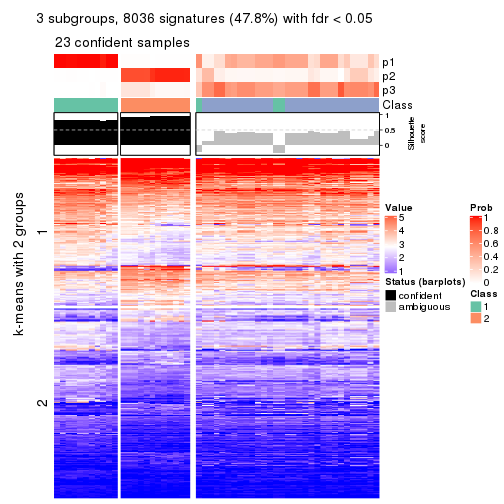 3 subgroups, 8036 signatures (47.8%) with fdr < 0.05
23 confident samples
p1
p2
p3
Class
1
0.5
0
Silhouette
score
k-means with 2 groups
1
2
Value
5
4
3
2
1
Status (barplots)
confident
ambiguous
Prob
1
0.8
0.6
0.4
0.2
0
Class
1
2